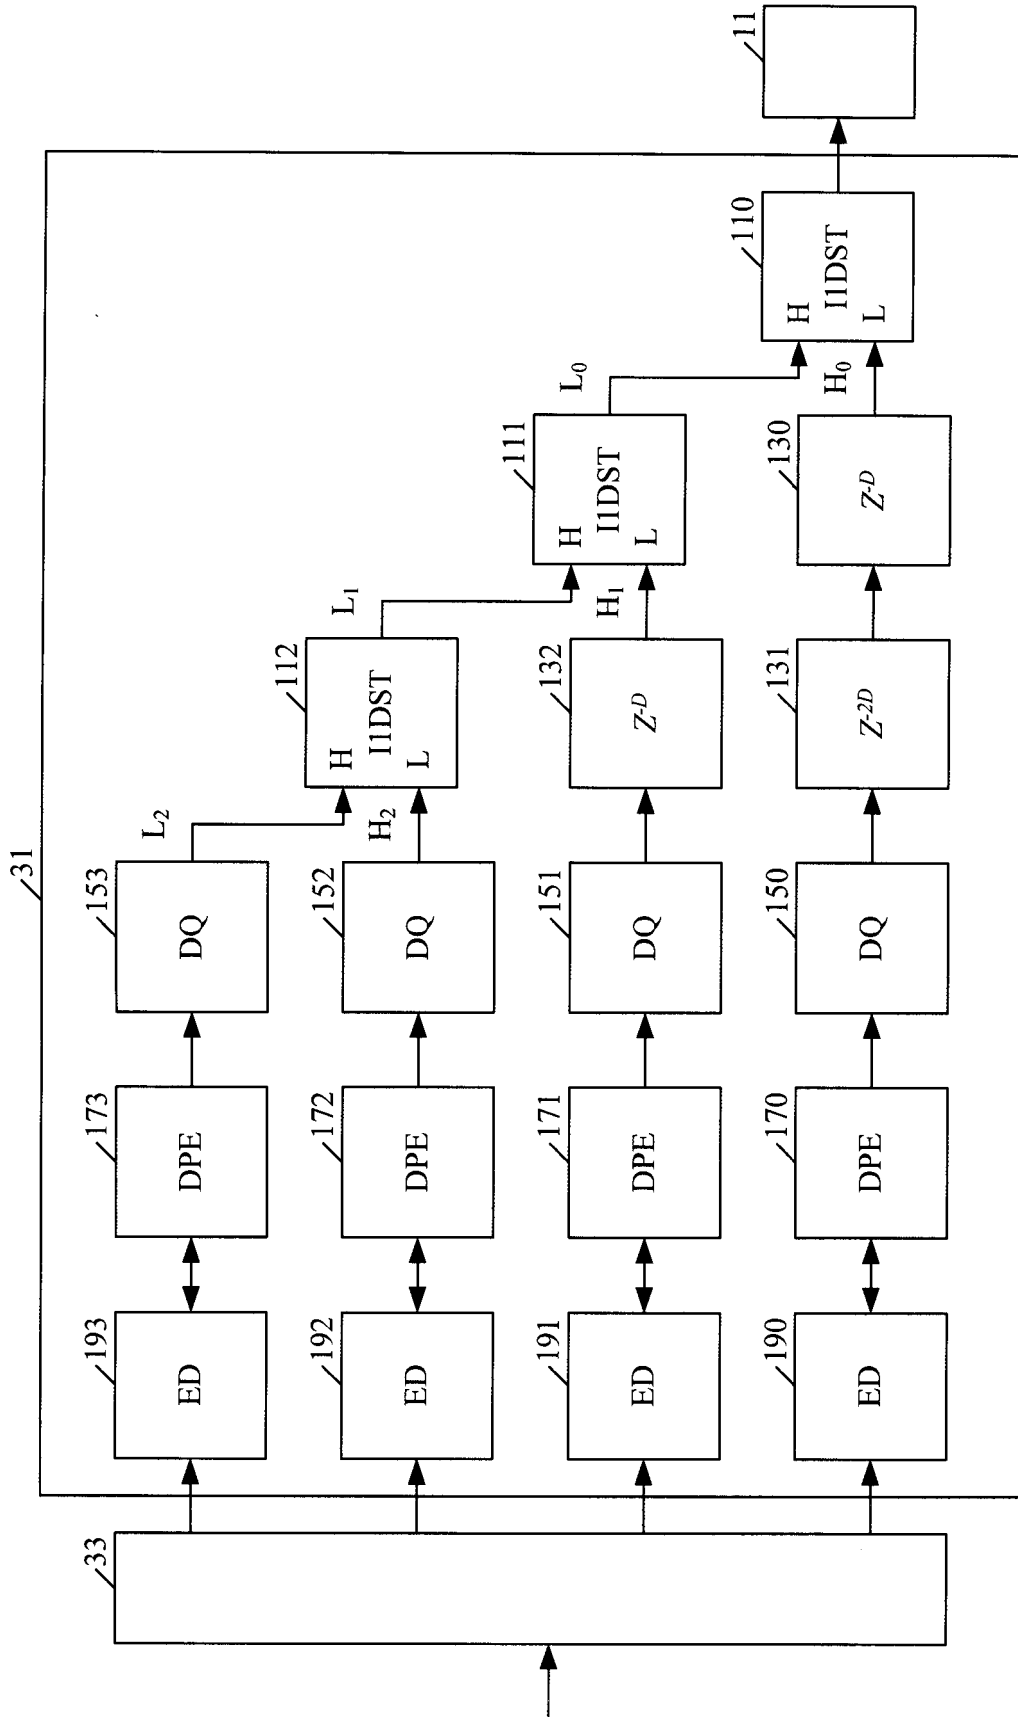 33
31
193
ED
173
DPE
153
DQ
L₂
192
ED
172
DPE
152
DQ
H₂
112
H
I1DST
L
L₁
191
ED
171
DPE
151
DQ
132
Z⁻ᴰ
H₁
111
H
I1DST
L
L₀
190
ED
170
DPE
150
DQ
131
Z⁻²ᴰ
130
Z⁻ᴰ
H₀
110
H
I1DST
L
11